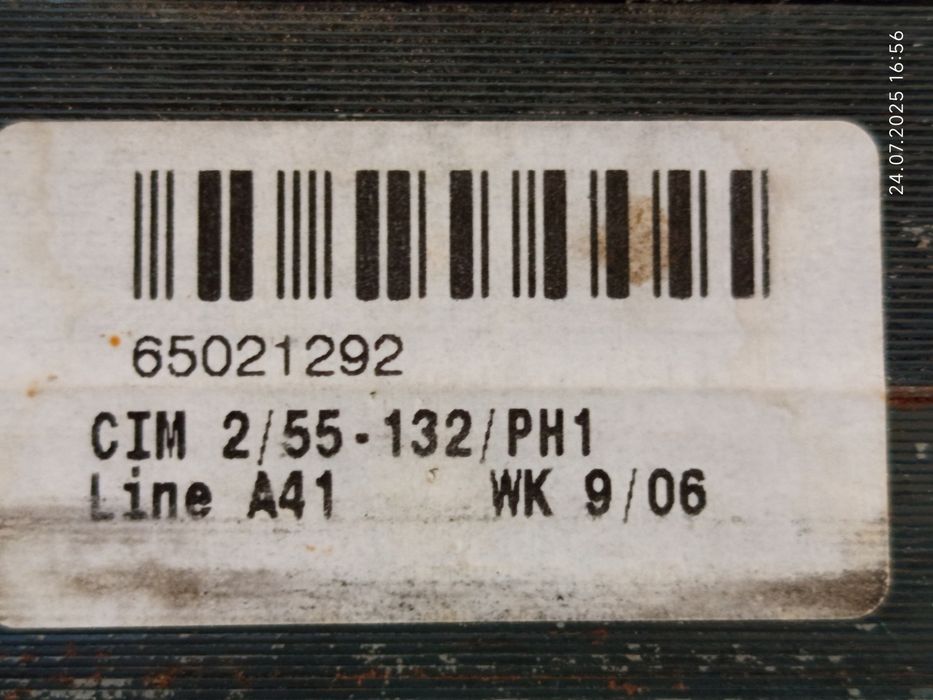 24.07.2025 16:56
65021292
CIM 2/55-132/PH1
Line A41 WK 9/06